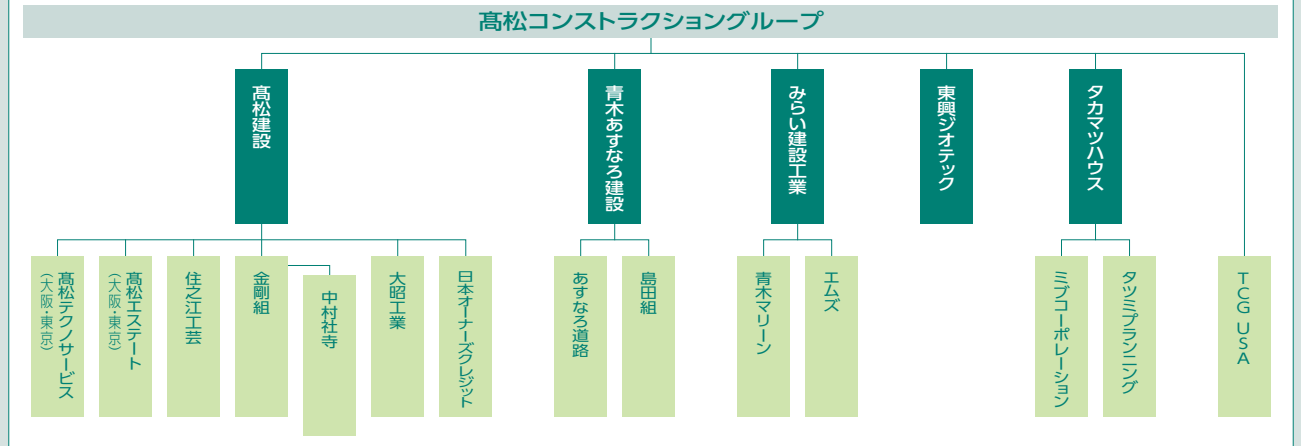 髙松コンストラクショングループ
髙松建設
青木あすなろ建設
みらい建設工業
東興ジオテック
タカマツハウス
髙松テクノサービス
（大阪・東京）
髙松エステート
（大阪・東京）
住之江工芸
金剛組
中村社寺
大昭工業
日本オーナーズクレジット
あすなろ道路
島田組
青木マリーン
エムズ
ミブコーポレーション
タツミプランニング
TCG USA